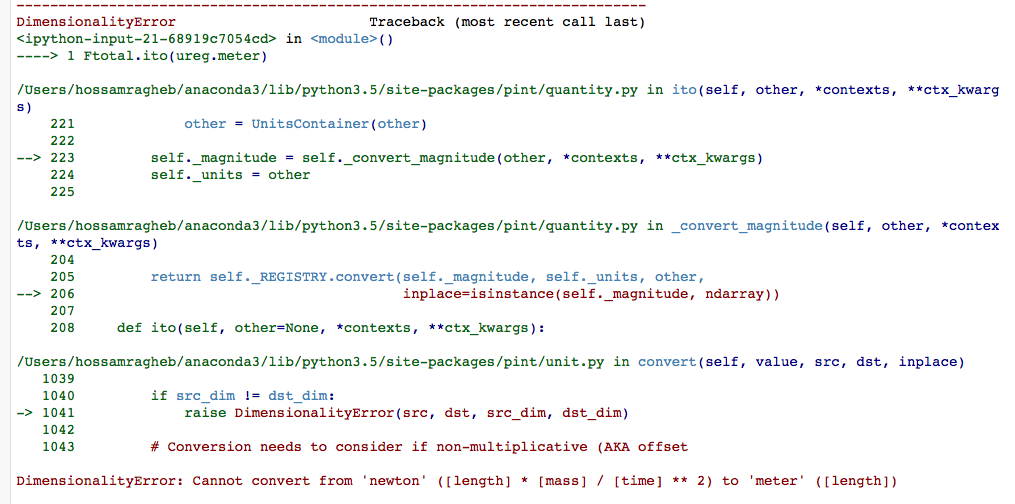 ---------------------------------------------------------------------------
DimensionalityError                       Traceback (most recent call last)
<ipython-input-21-68919c7054cd> in <module>()
----> 1 Ftotal.ito(ureg.meter)
/Users/hossamragheb/anaconda3/lib/python3.5/site-packages/pint/quantity.py in ito(self, other, *contexts, **ctx_kwarg
s)
    221             other = UnitsContainer(other)
    222
--> 223         self._magnitude = self._convert_magnitude(other, *contexts, **ctx_kwargs)
    224         self._units = other
    225
/Users/hossamragheb/anaconda3/lib/python3.5/site-packages/pint/quantity.py in _convert_magnitude(self, other, *contex
ts, **ctx_kwargs)
    204
    205         return self._REGISTRY.convert(self._magnitude, self._units, other,
--> 206                                       inplace=isinstance(self._magnitude, ndarray))
    207
    208     def ito(self, other=None, *contexts, **ctx_kwargs):
/Users/hossamragheb/anaconda3/lib/python3.5/site-packages/pint/unit.py in convert(self, value, src, dst, inplace)
   1039
   1040         if src_dim != dst_dim:
-> 1041             raise DimensionalityError(src, dst, src_dim, dst_dim)
   1042
   1043         # Conversion needs to consider if non-multiplicative (AKA offset
DimensionalityError: Cannot convert from 'newton' ([length] * [mass] / [time] ** 2) to 'meter' ([length])